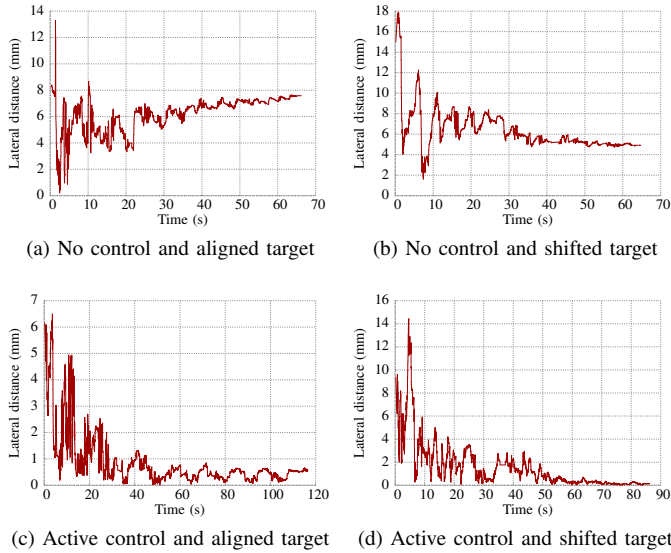 14
12
10
8
6
4
2
0
Lateral distance (mm)
0 10 20 30 40 50 60 70
Time (s)
(a) No control and aligned target
18
16
14
12
10
8
6
4
2
0
Lateral distance (mm)
0 10 20 30 40 50 60 70
Time (s)
(b) No control and shifted target
7
6
5
4
3
2
1
0
Lateral distance (mm)
0 20 40 60 80 100 120
Time (s)
(c) Active control and aligned target
16
14
12
10
8
6
4
2
0
Lateral distance (mm)
0 10 20 30 40 50 60 70 80 90
Time (s)
(d) Active control and shifted target